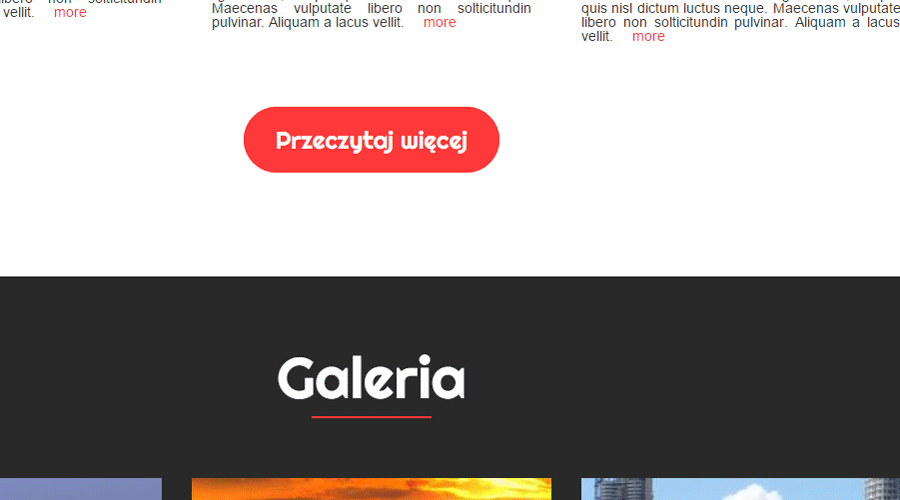 vellit. more
Maecenas vulputate libero non solticitundin
pulvinar. Aliquam a lacus vellit. more
quis nisl dictum luctus neque. Maecenas vulputate
libero non solticitundin pulvinar. Aliquam a lacus
vellit. more
Przeczytaj więcej
Galeria